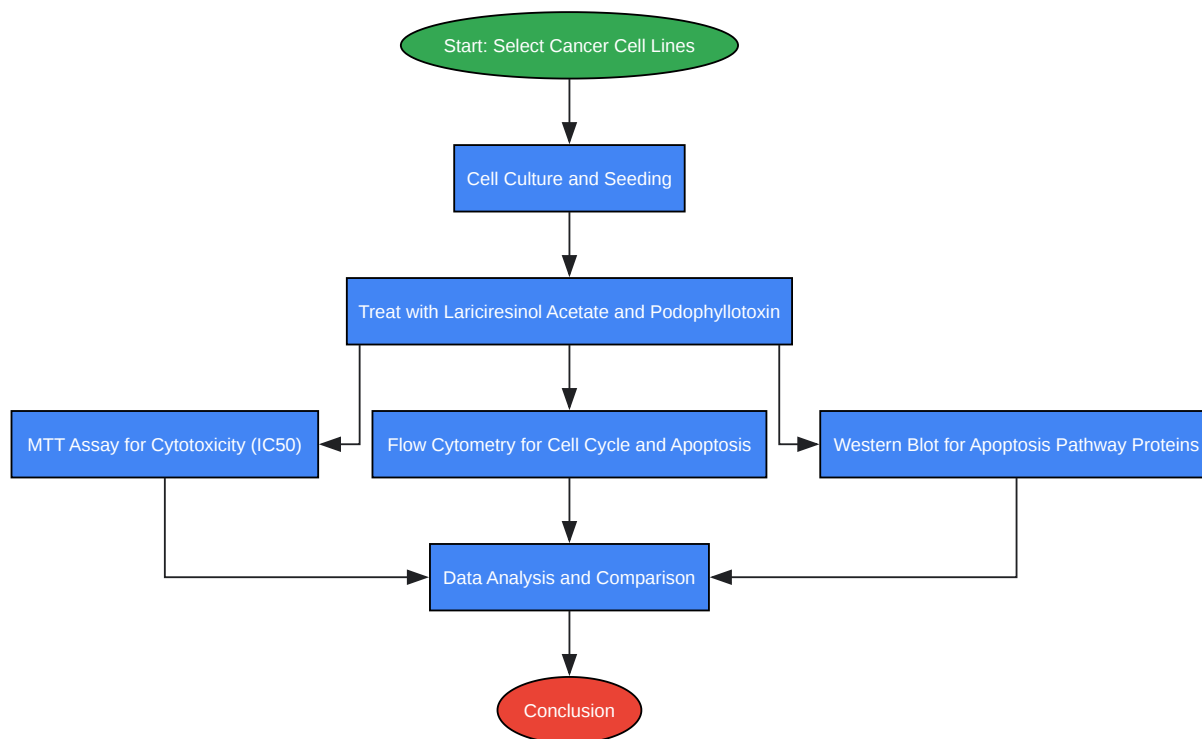 Start: Select Cancer Cell Lines
Cell Culture and Seeding
Treat with Lariciresinol Acetate and Podophyllotoxin
MTT Assay for Cytotoxicity (IC50)
Flow Cytometry for Cell Cycle and Apoptosis
Western Blot for Apoptosis Pathway Proteins
Data Analysis and Comparison
Conclusion